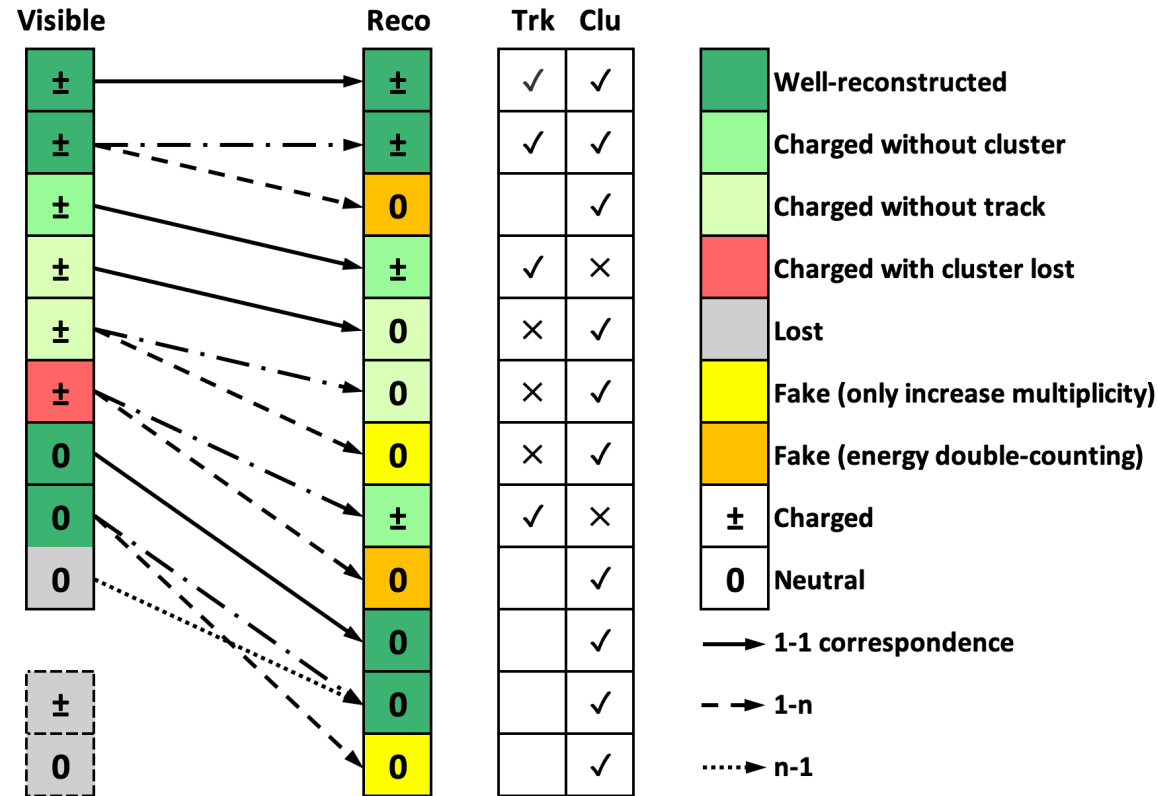 Visible Reco Trk Clu
± ± ✓ ✓ Well-reconstructed
± ± ✓ ✓ Charged without cluster
± 0 ✓ Charged without track
± ± ✓ × Charged with cluster lost
± 0 × ✓ Lost
± 0 × ✓ Fake (only increase multiplicity)
0 0 × ✓ Fake (energy double-counting)
0 ± ✓ × ± Charged
0 0 ✓ 0 Neutral
0 ✓ 1-1 correspondence
± 0 ✓ 1-n
0 0 ✓ n-1